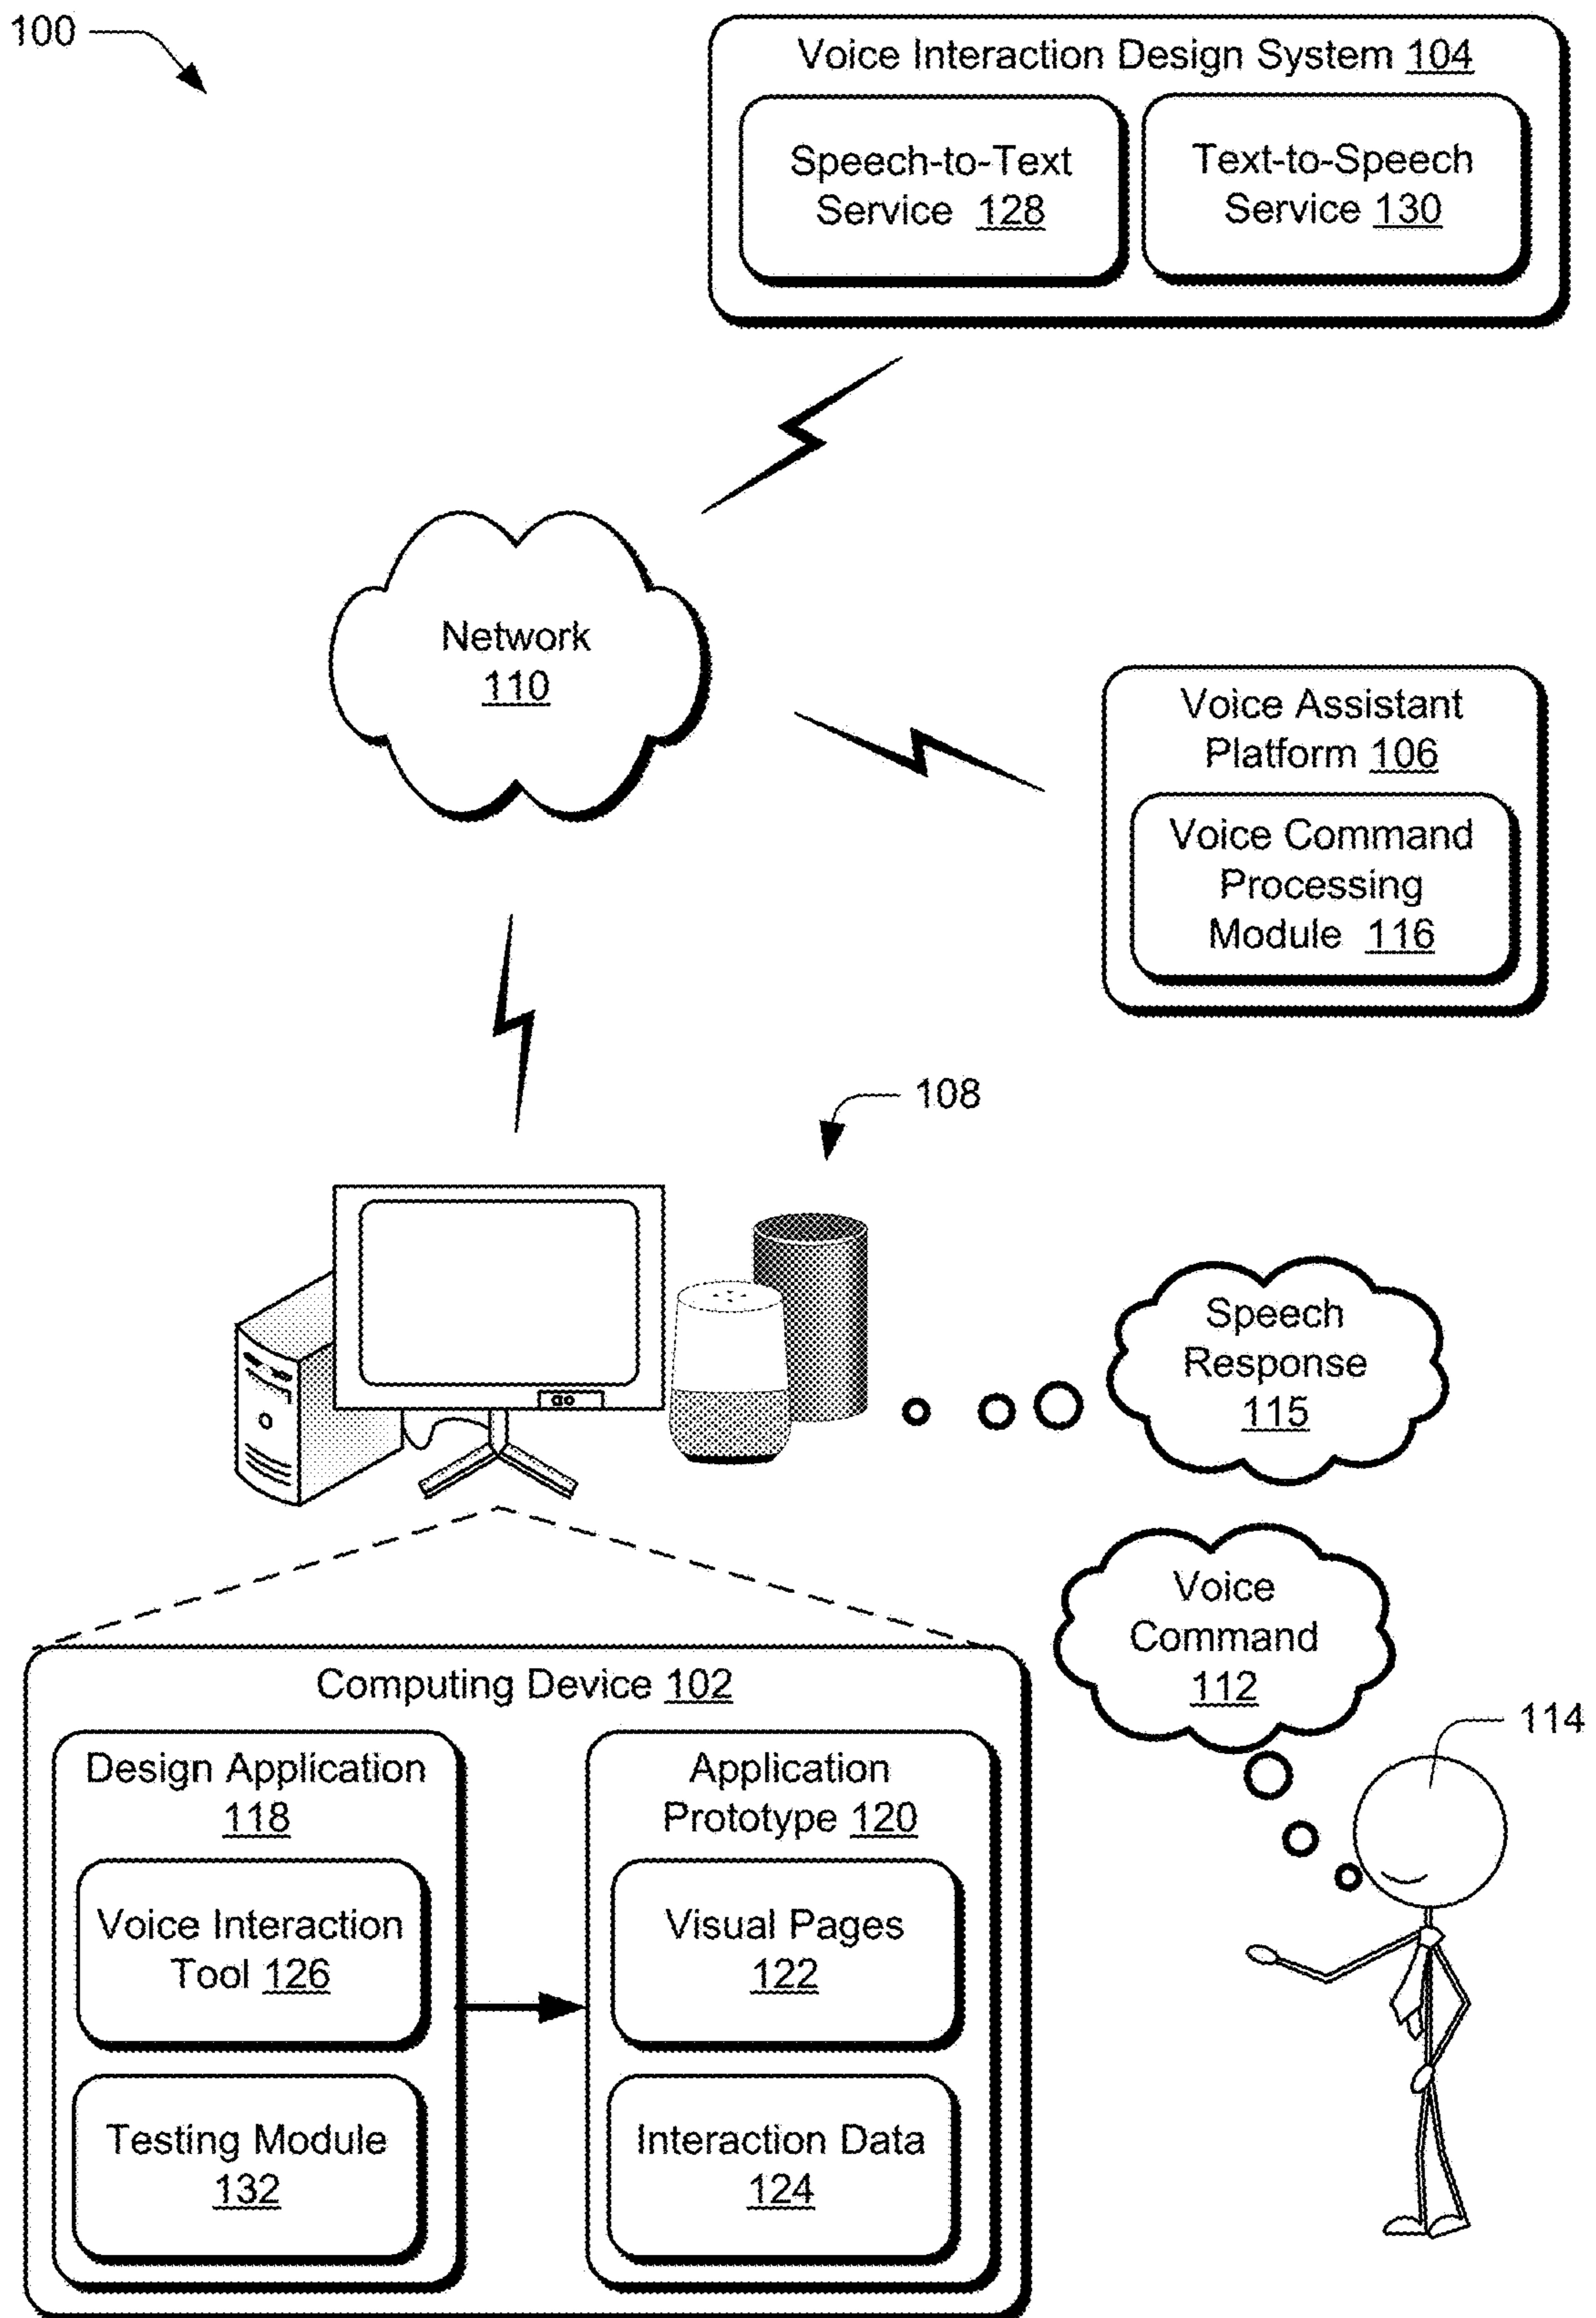 100
Voice Interaction Design System 104
Speech-to-Text
Service 128
Text-to-Speech
Service 130
Network
110
Voice Assistant
Platform 106
Voice Command
Processing
Module 116
108
Speech
Response
115
Voice
Command
112
114
Computing Device 102
Design Application
118
Voice Interaction
Tool 126
Testing Module
132
Application
Prototype 120
Visual Pages
122
Interaction Data
124